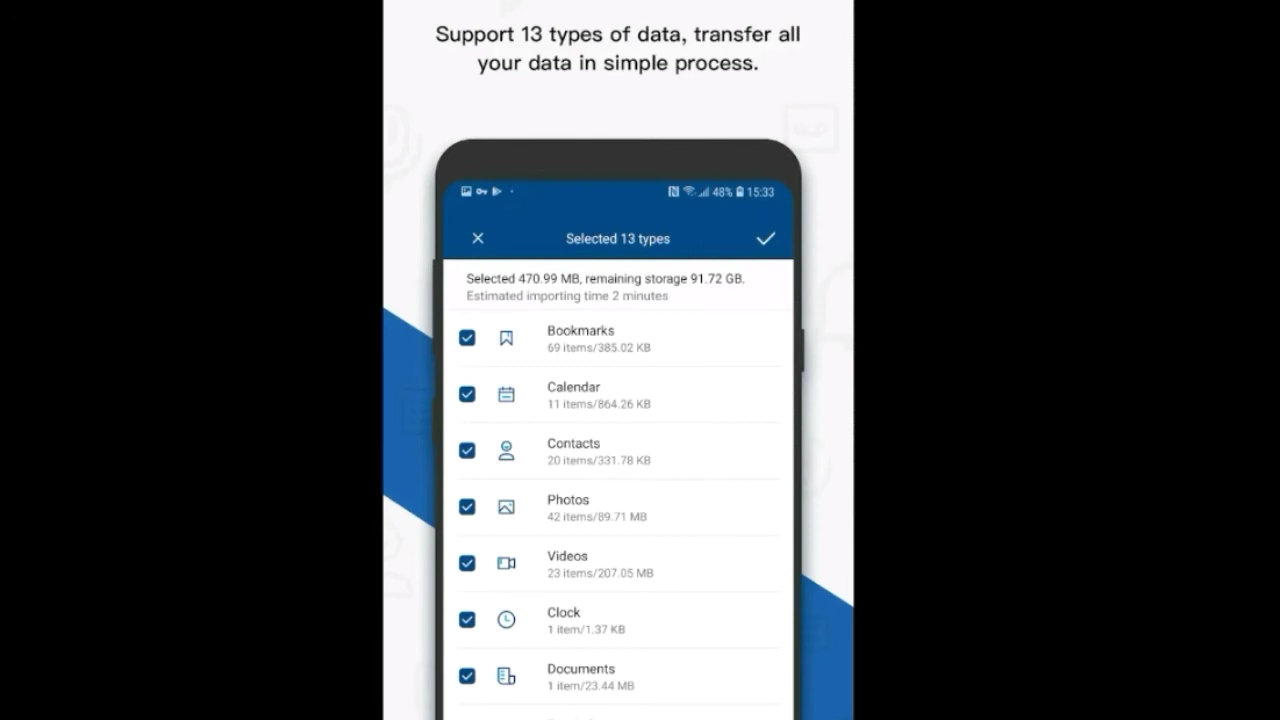 Support 13 types of data, transfer all
your data in simple process.
48% 15:33
Selected 13 types
Selected 470.99 MB, remaining storage 91.72 GB.
Estimated importing time 2 minutes
Bookmarks
69 items/385.02 KB
Calendar
11 items/864.26 KB
Contacts
20 items/331.78 KB
Photos
42 items/89.71 MB
Videos
23 items/207.05 MB
Clock
1 item/1.37 KB
Documents
1 item/23.44 MB